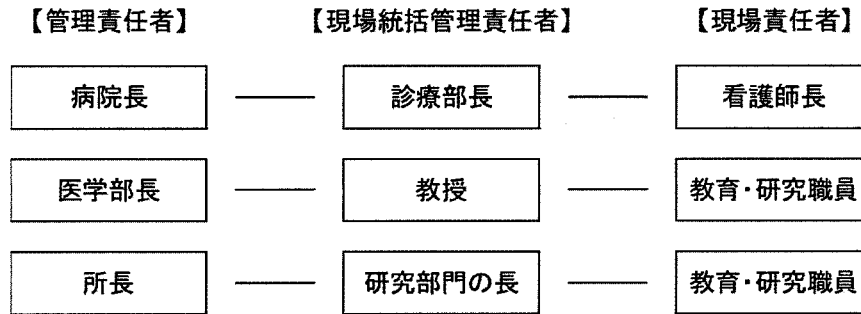 【管理責任者】 【現場統括管理責任者】 【現場責任者】
病院長 診療部長 看護師長
医学部長 教授 教育・研究職員
所長 研究部門の長 教育・研究職員